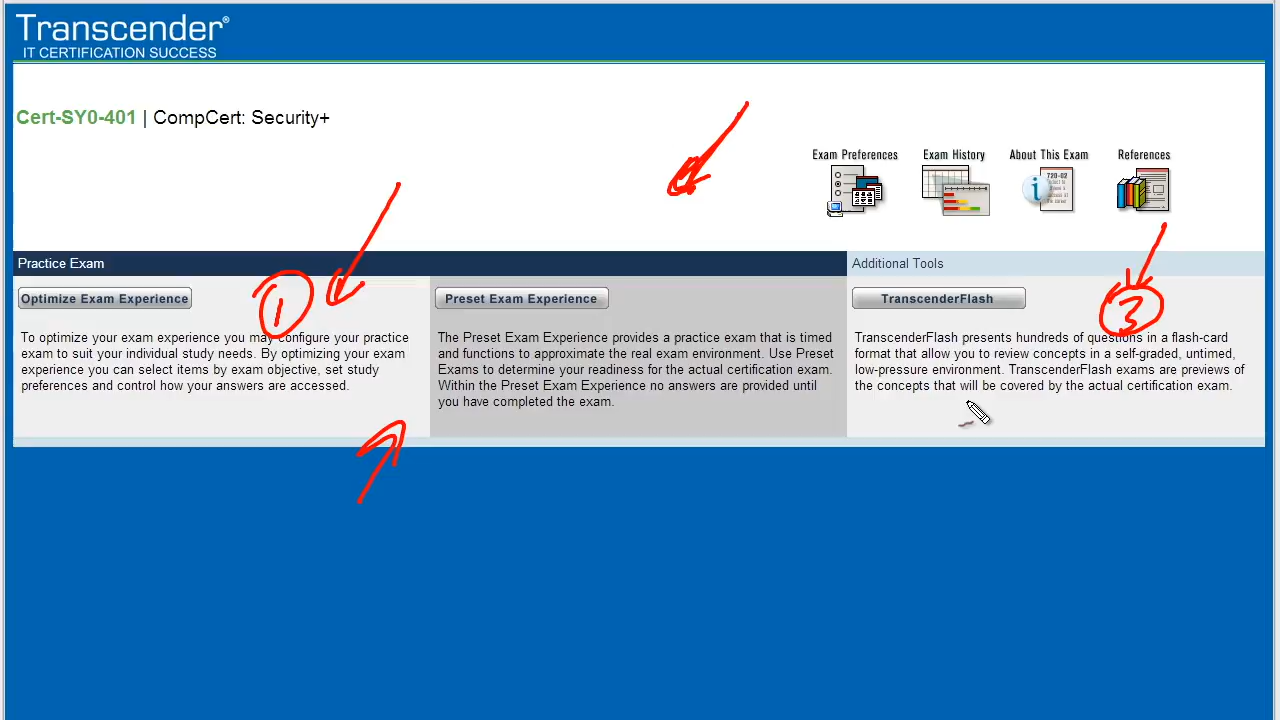 Transcender®
IT CERTIFICATION SUCCESS
Cert-SY0-401 | CompCert: Security+
Exam Preferences
Exam History
About This Exam
References
720-02
Practice Exam
Additional Tools
Optimize Exam Experience
1
To optimize your exam experience you may configure your practice
exam to suit your individual study needs. By optimizing your exam
experience you can select items by exam objective, set study
preferences and control how your answers are accessed.
Preset Exam Experience
The Preset Exam Experience provides a practice exam that is timed
and functions to approximate the real exam environment. Use Preset
Exams to determine your readiness for the actual certification exam.
Within the Preset Exam Experience no answers are provided until
you have completed the exam.
TranscenderFlash
3
TranscenderFlash presents hundreds of questions in a flash-card
format that allow you to review concepts in a self-graded, untimed,
low-pressure environment. TranscenderFlash exams are previews of
the concepts that will be covered by the actual certification exam.